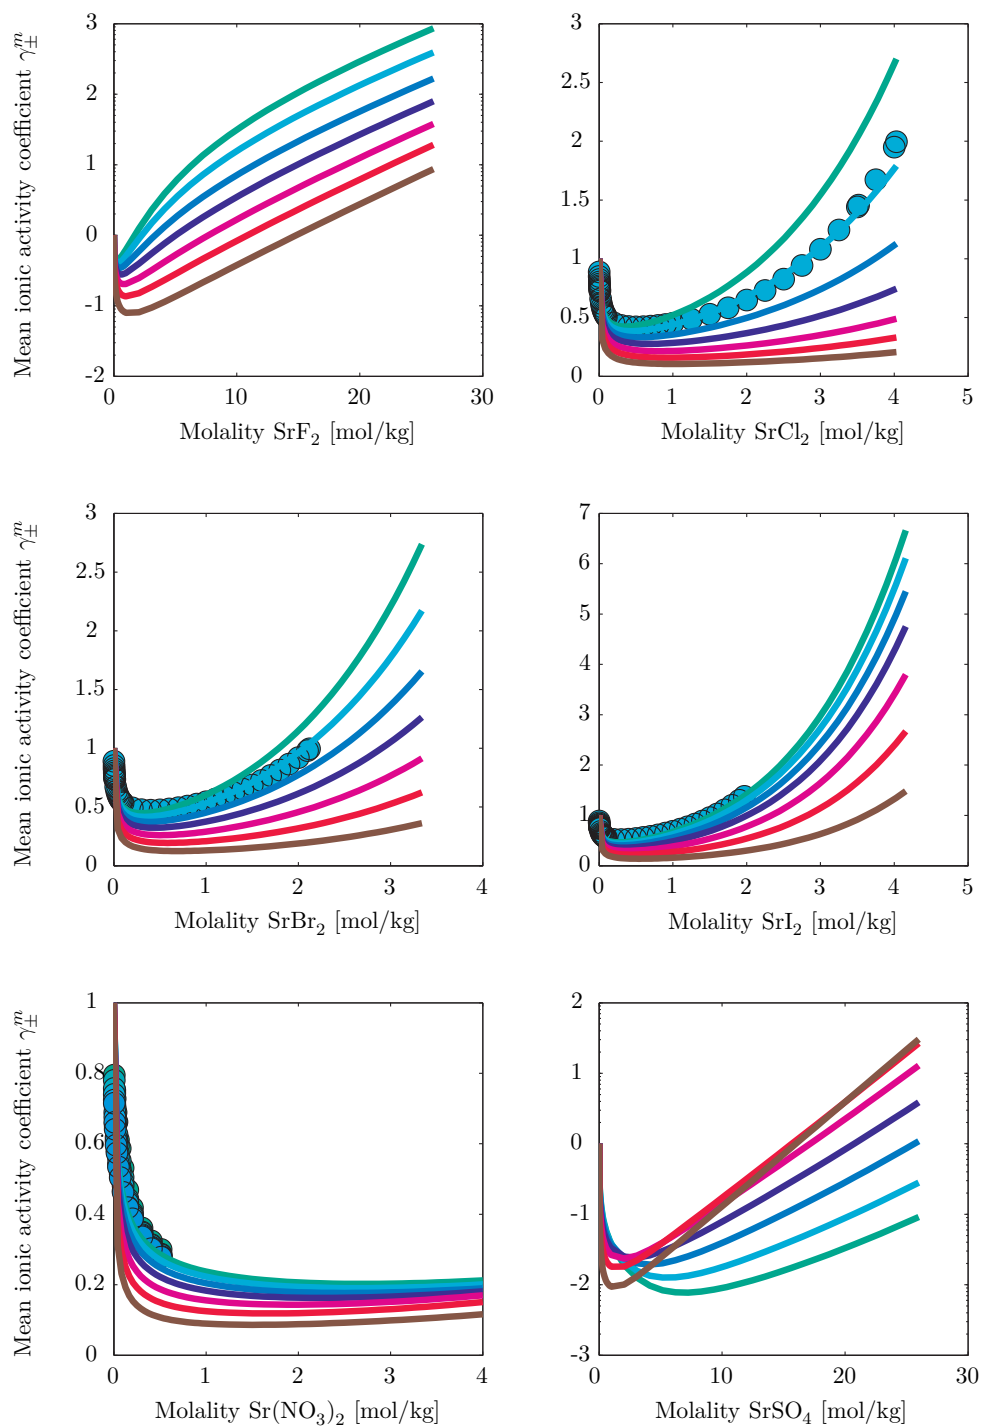 Mean ionic activity coefficient γ±^m
3
2
1
0
-1
-2
0 10 20 30
Molality SrF₂ [mol/kg]
3
2.5
2
1.5
1
0.5
0
0 1 2 3 4 5
Molality SrCl₂ [mol/kg]
Mean ionic activity coefficient γ±^m
3
2.5
2
1.5
1
0.5
0
0 1 2 3 4
Molality SrBr₂ [mol/kg]
7
6
5
4
3
2
1
0
0 1 2 3 4 5
Molality SrI₂ [mol/kg]
Mean ionic activity coefficient γ±^m
1
0.8
0.6
0.4
0.2
0
0 1 2 3 4
Molality Sr(NO₃)₂ [mol/kg]
2
1
0
-1
-2
-3
0 10 20 30
Molality SrSO₄ [mol/kg]